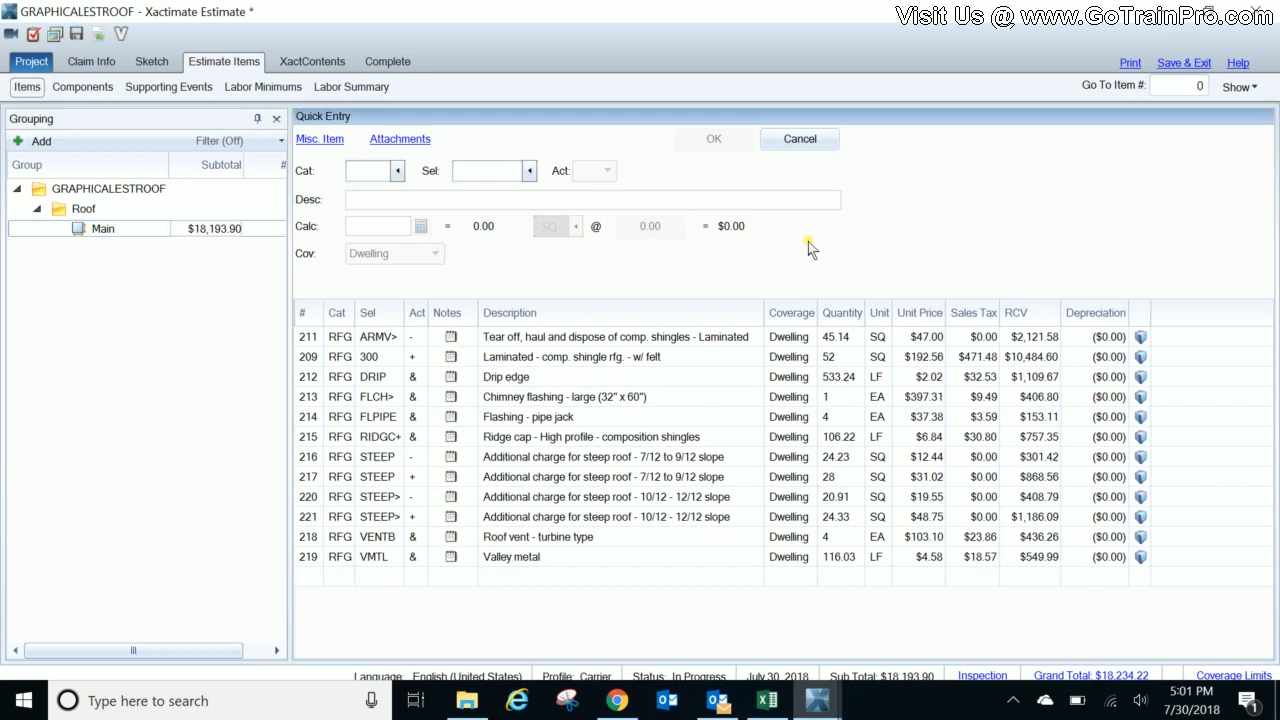 GRAPHICALESTROOF - Xactimate Estimate *
Visit Us @ www.GoTrainPro.com
Project Claim Info Sketch Estimate Items XactContents Complete
Print Save & Exit Help
Items Components Supporting Events Labor Minimums Labor Summary
Go To Item #: 0 Show
Grouping
Quick Entry
Add Filter (Off)
Misc. Item Attachments OK Cancel
Group Subtotal #
Cat: Sel: Act:
GRAPHICALESTROOF
Desc:
Roof
Main $18,193.90
Calc: = 0.00 SQ @ 0.00 = $0.00
Cov: Dwelling
# Cat Sel Act Notes Description Coverage Quantity Unit Unit Price Sales Tax RCV Depreciation
211 RFG ARMV> - Tear off, haul and dispose of comp. shingles - Laminated Dwelling 45.14 SQ $47.00 $0.00 $2,121.58 ($0.00)
209 RFG 300 + Laminated - comp. shingle rfg. - w/ felt Dwelling 52 SQ $192.56 $471.48 $10,484.60 ($0.00)
212 RFG DRIP & Drip edge Dwelling 533.24 LF $2.02 $32.53 $1,109.67 ($0.00)
213 RFG FLCH> & Chimney flashing - large (32" x 60") Dwelling 1 EA $397.31 $9.49 $406.80 ($0.00)
214 RFG FLPIPE & Flashing - pipe jack Dwelling 4 EA $37.38 $3.59 $153.11 ($0.00)
215 RFG RIDGC+ & Ridge cap - High profile - composition shingles Dwelling 106.22 LF $6.84 $30.80 $757.35 ($0.00)
216 RFG STEEP - Additional charge for steep roof - 7/12 to 9/12 slope Dwelling 24.23 SQ $12.44 $0.00 $301.42 ($0.00)
217 RFG STEEP + Additional charge for steep roof - 7/12 to 9/12 slope Dwelling 28 SQ $31.02 $0.00 $868.56 ($0.00)
220 RFG STEEP> - Additional charge for steep roof - 10/12 - 12/12 slope Dwelling 20.91 SQ $19.55 $0.00 $408.79 ($0.00)
221 RFG STEEP> + Additional charge for steep roof - 10/12 - 12/12 slope Dwelling 24.33 SQ $48.75 $0.00 $1,186.09 ($0.00)
218 RFG VENTB & Roof vent - turbine type Dwelling 4 EA $103.10 $23.86 $436.26 ($0.00)
219 RFG VMTL & Valley metal Dwelling 116.03 LF $4.58 $18.57 $549.99 ($0.00)
Language: English (United States) Profile: Carrier Status: In Progress July 30, 2018 Sub Total: $18,193.90 Inspection Grand Total: $18,234.22 Coverage Limits
Type here to search
5:01 PM
7/30/2018
1